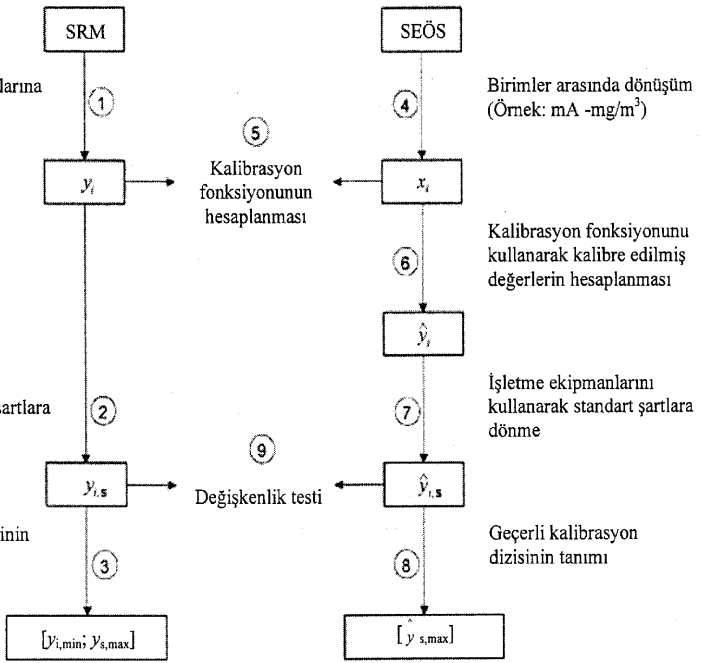 SRM
SEÖS
larına
1
4
Birimler arasında dönüşüm
(Örnek: mA -mg/m³)
5
Kalibrasyon
fonksiyonunun
hesaplanması
yᵢ
xᵢ
6
Kalibrasyon fonksiyonunu
kullanarak kalibre edilmiş
değerlerin hesaplanması
ŷᵢ
şartlara
2
7
İşletme ekipmanlarını
kullanarak standart şartlara
dönme
9
Değişkenlik testi
yi,s
ŷi,s
inin
3
8
Geçerli kalibrasyon
dizisinin tanımı
[yi,min; ys,max]
[ŷ s,max]